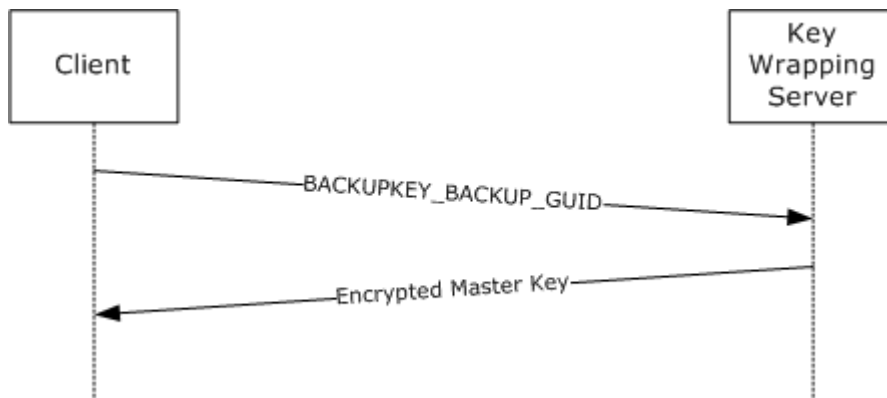 Client
Key
Wrapping
Server
BACKUPKEY_BACKUP_GUID
Encrypted Master Key